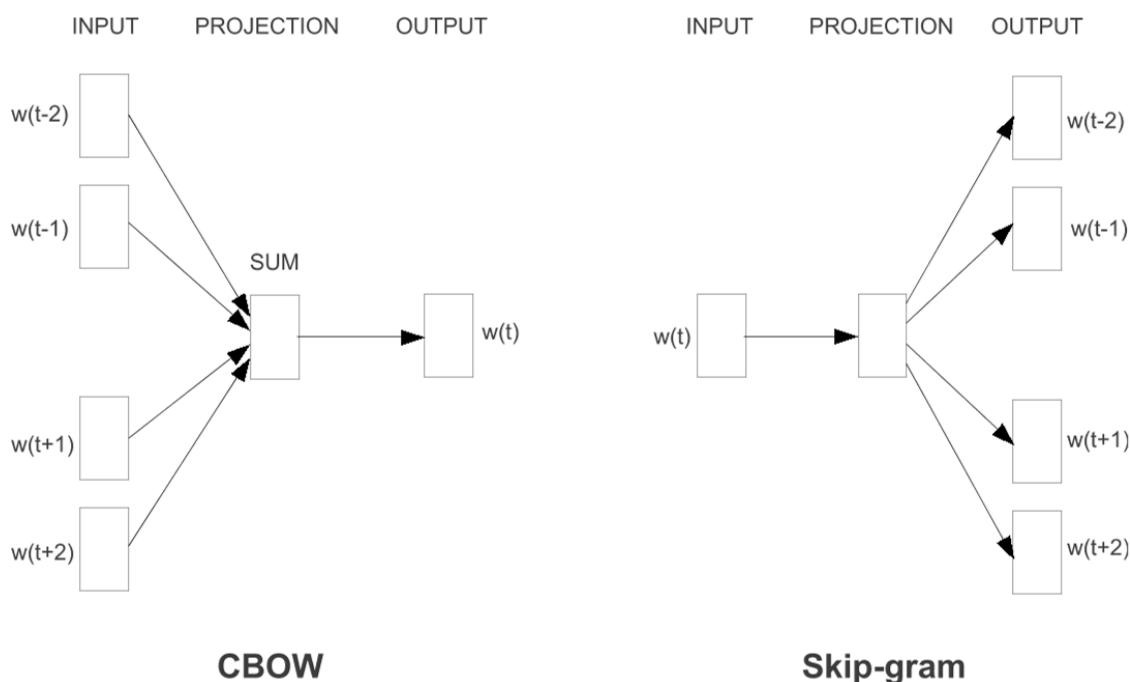 INPUT PROJECTION OUTPUT
w(t-2)
w(t-1)
SUM
w(t)
w(t+1)
w(t+2)
CBOW
INPUT PROJECTION OUTPUT
w(t-2)
w(t-1)
w(t)
w(t+1)
w(t+2)
Skip-gram